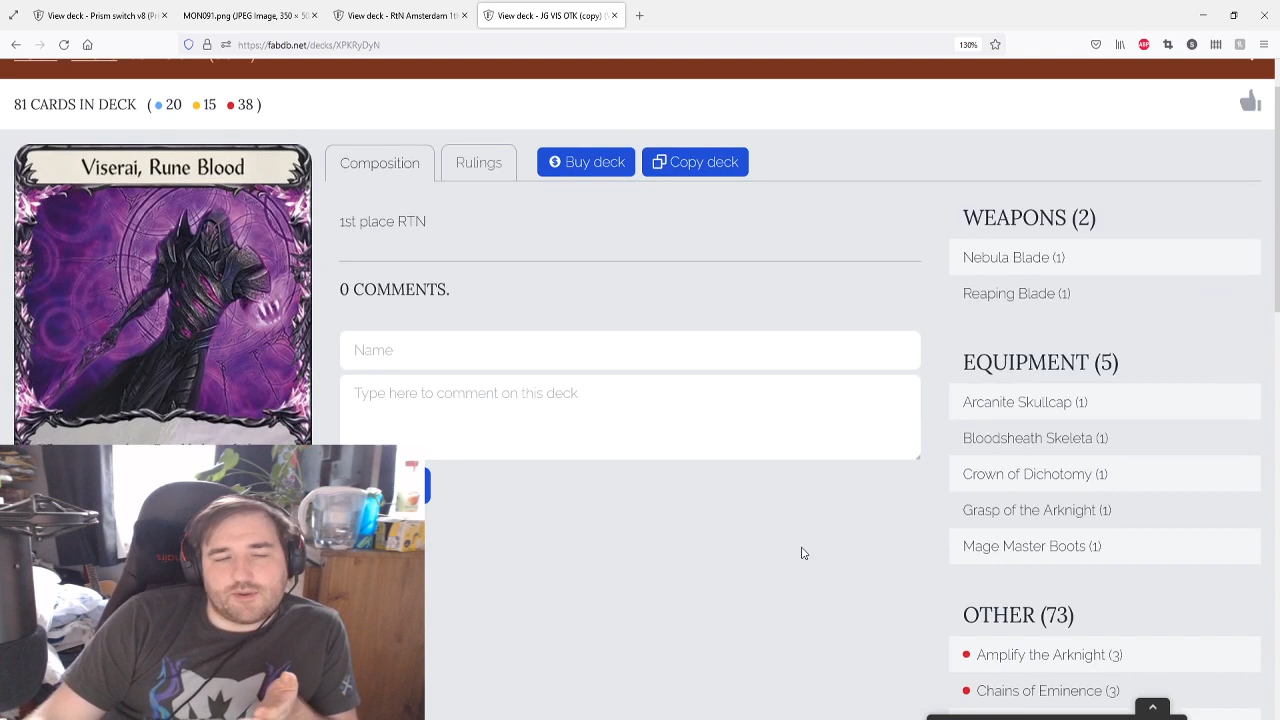 View deck - Prism switch v8 (Pri
MON091.png (JPEG Image, 350 × 50
View deck - RtN Amsterdam 1th
View deck - JG VIS OTK (copy) (V
https://fabdb.net/decks/XPKRyDyN
130%
81 CARDS IN DECK ( 20 15 38 )
Viserai, Rune Blood
Composition
Rulings
Buy deck
Copy deck
1st place RTN
0 COMMENTS.
Name
Type here to comment on this deck
WEAPONS (2)
Nebula Blade (1)
Reaping Blade (1)
EQUIPMENT (5)
Arcanite Skullcap (1)
Bloodsheath Skeleta (1)
Crown of Dichotomy (1)
Grasp of the Arknight (1)
Mage Master Boots (1)
OTHER (73)
Amplify the Arknight (3)
Chains of Eminence (3)